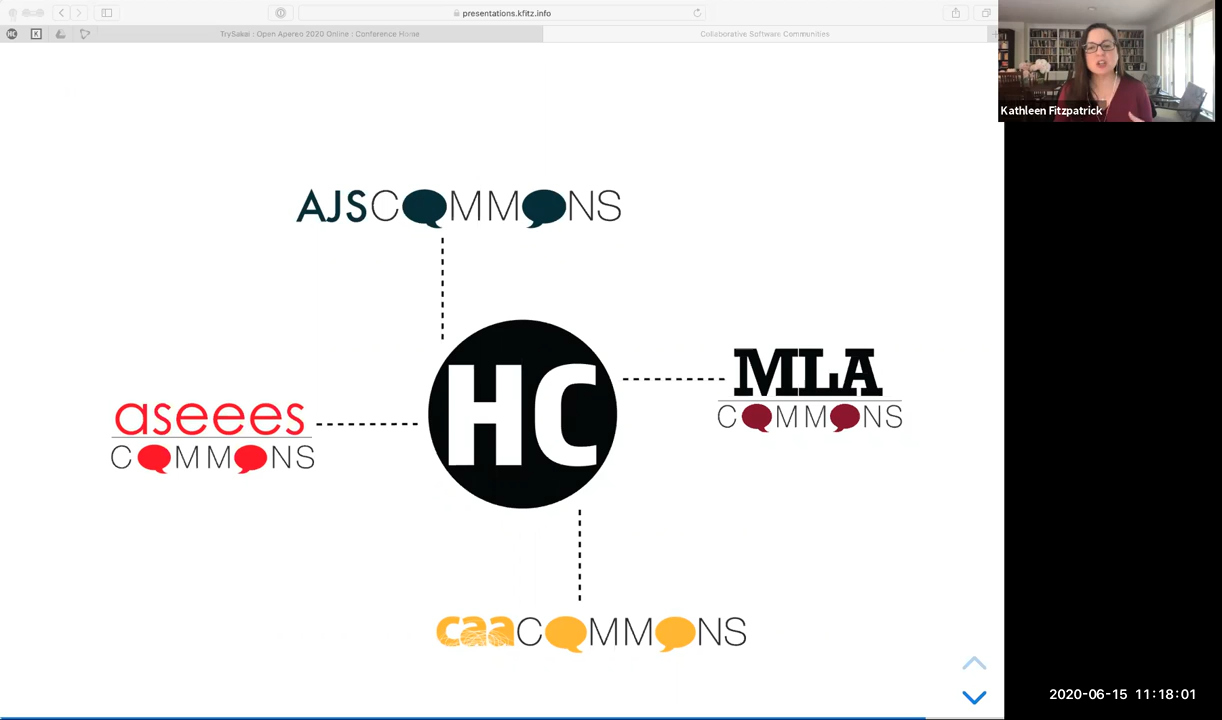 presentations.kfitz.info
HC K
TrySakai : Open Apereo 2020 Online : Conference Home
Collaborative Software Communities
Kathleen Fitzpatrick
AJSCOMMONS
HC
MLA
COMMONS
aseees
COMMONS
caaCOMMONS
2020-06-15 11:18:01